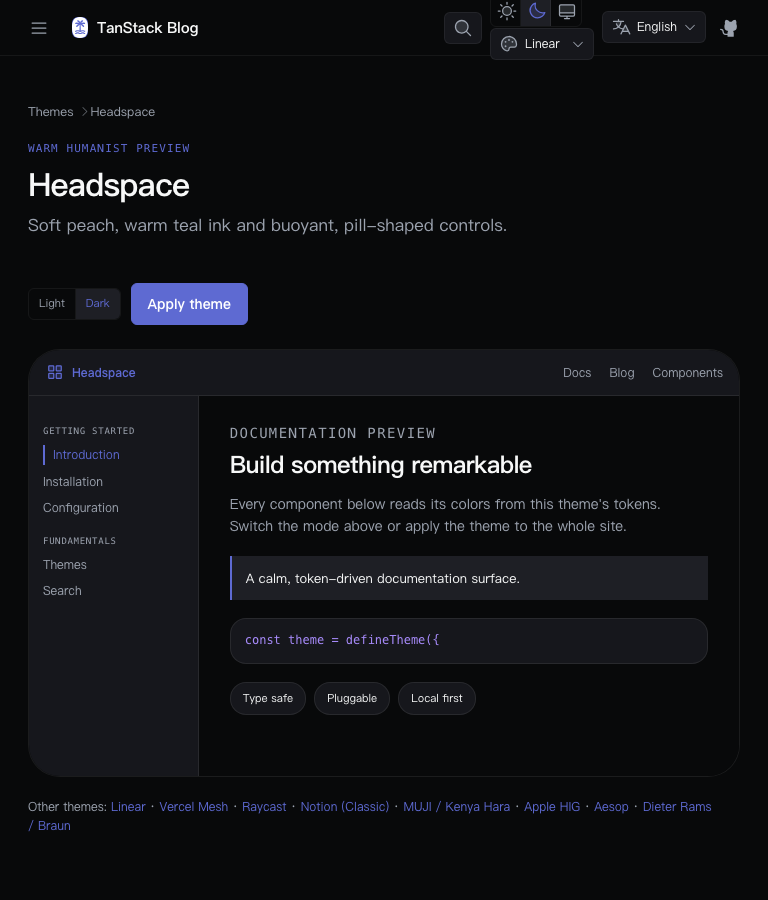 TanStack Blog
Linear
English
Themes
Headspace
WARM HUMANIST PREVIEW
Headspace
Soft peach, warm teal ink and buoyant, pill-shaped controls.
Light
Dark
Apply theme
Headspace
Docs
Blog
Components
GETTING STARTED
Introduction
Installation
Configuration
FUNDAMENTALS
Themes
Search
DOCUMENTATION PREVIEW
Build something remarkable
Every component below reads its colors from this theme's tokens.
Switch the mode above or apply the theme to the whole site.
A calm, token-driven documentation surface.
const theme = defineTheme({
Type safe
Pluggable
Local first
Other themes: Linear · Vercel Mesh · Raycast · Notion (Classic) · MUJI / Kenya Hara · Apple HIG · Aesop · Dieter Rams
/ Braun